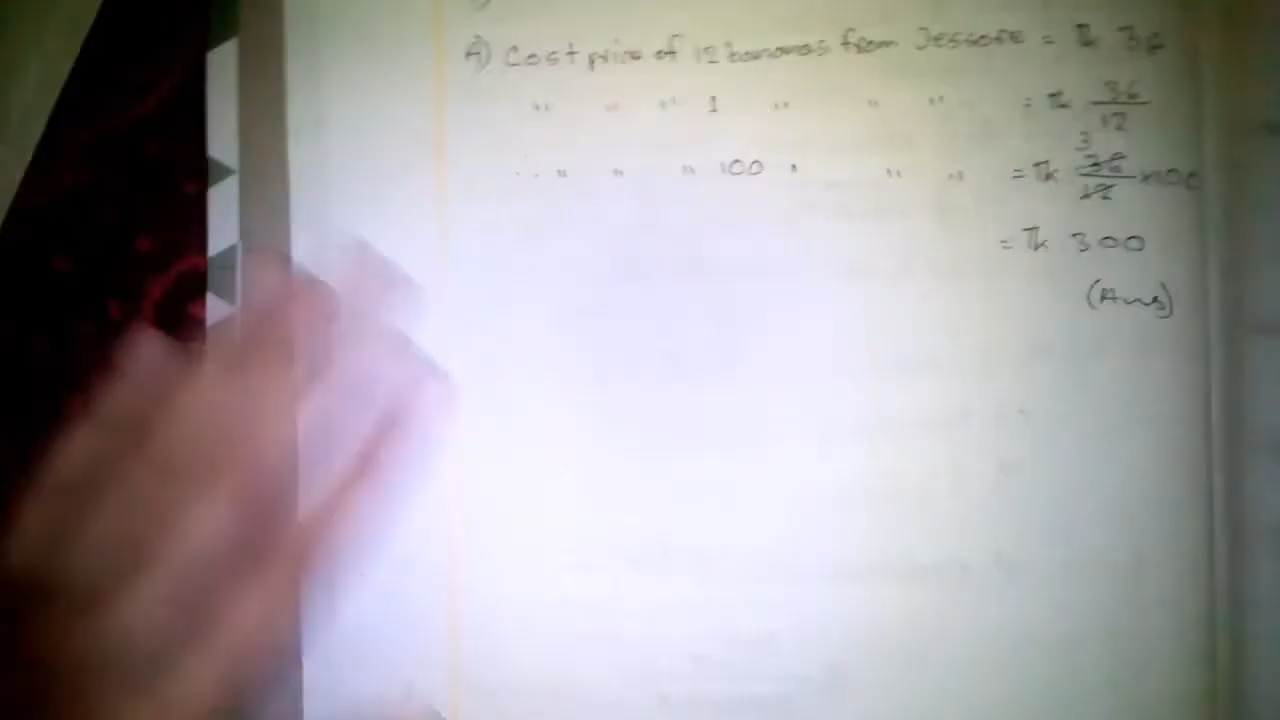 A) Cost price of 12 bananas from Jessore = Tk 36
" " " 1 " " " = Tk 36/12
∴ " " " 100 " " " = Tk 3 36/12 ×100
= Tk 300
(Ans)